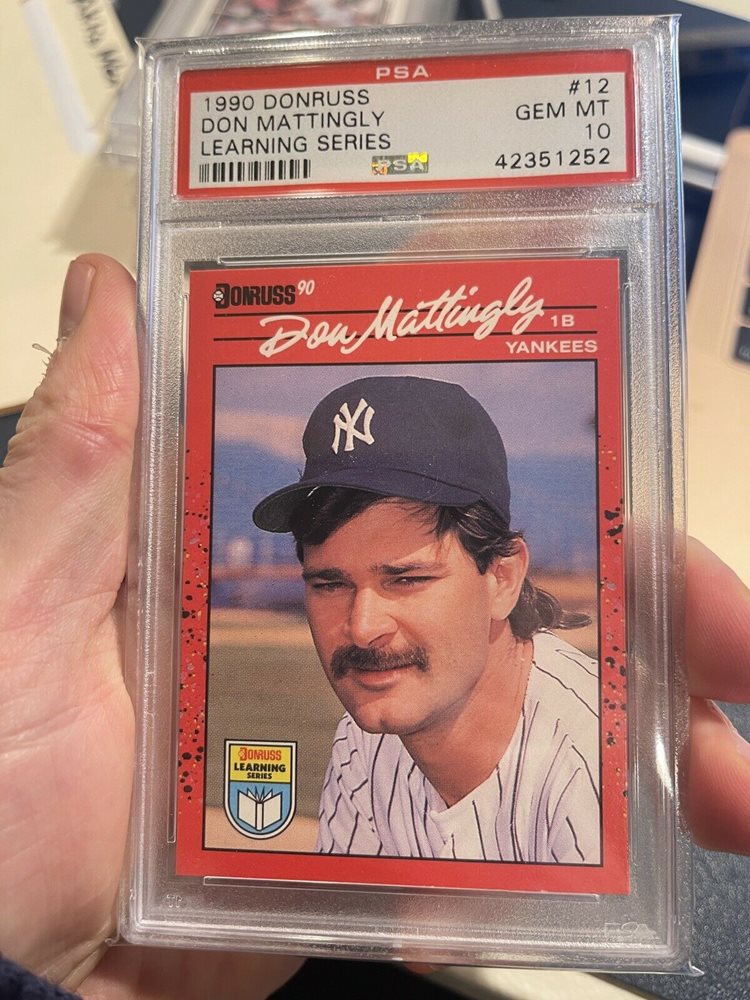 PSA
1990 DONRUSS #12
DON MATTINGLY GEM MT
LEARNING SERIES 10
PSA 42351252
DONRUSS 90
Don Mattingly 1B
YANKEES
NY
DONRUSS
LEARNING
SERIES